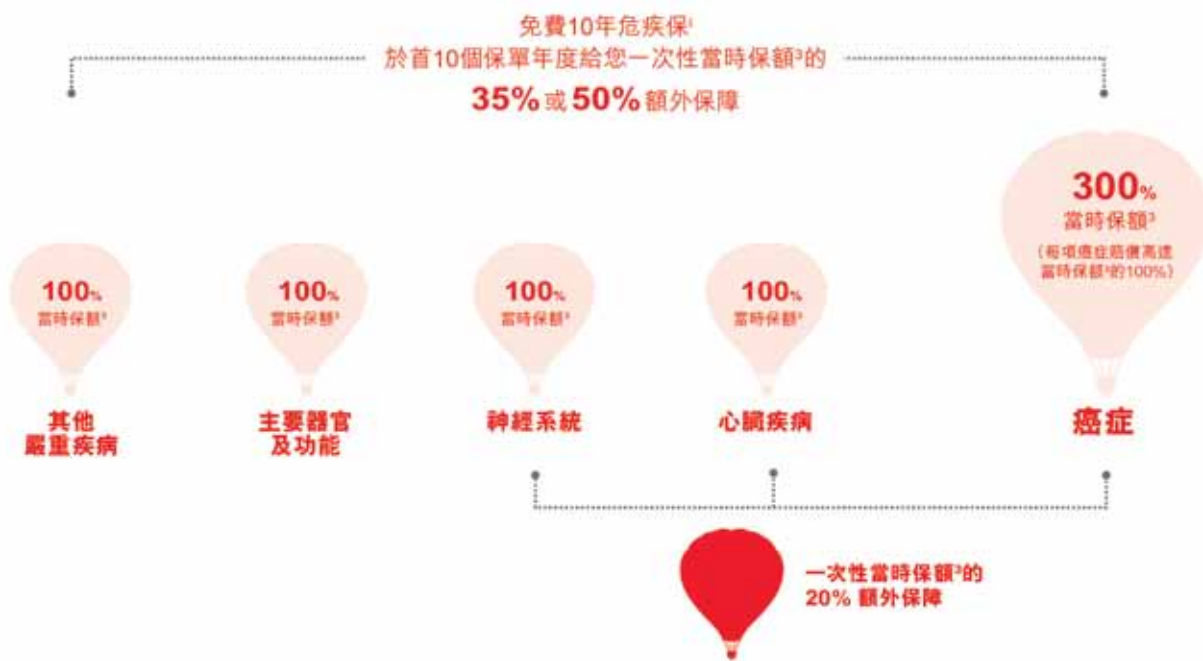 免費10年危疾保¹
於首10個保單年度給您一次性當時保額³的
35% 或 50% 額外保障
300%
當時保額³
(每項癌症賠償高達
當時保額³的100%)
100%
當時保額³
100%
當時保額³
100%
當時保額³
100%
當時保額³
其他
嚴重疾病
主要器官
及功能
神經系統
心臟疾病
癌症
一次性當時保額³的
20% 額外保障